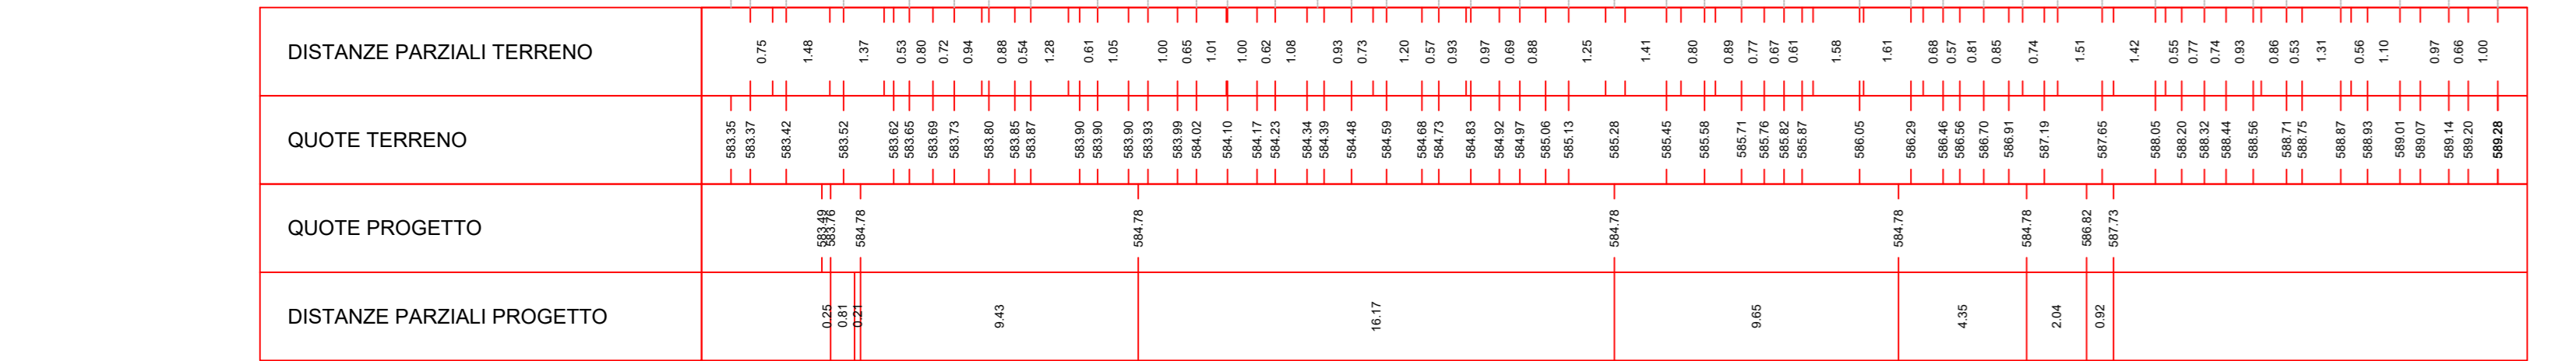 DISTANZE PARZIALI TERRENO 0.75 1.48 1.37 0.53 0.80 0.72 0.94 0.88 0.54 1.28 0.61 1.05 1.00 0.65 1.01 1.00 0.62 1.08 0.93 0.73 1.20 0.57 0.93 0.97 0.69 0.88 1.25 1.41 0.80 0.89 0.77 0.67 0.61 1.58 1.61 0.68 0.57 0.81 0.85 0.74 1.51 1.42 0.55 0.77 0.74 0.93 0.86 0.53 1.31 0.56 1.10 0.97 0.66 1.00
QUOTE TERRENO 583.35 583.37 583.42 583.52 583.62 583.65 583.69 583.73 583.80 583.85 583.87 583.90 583.90 583.90 583.93 583.99 584.02 584.10 584.17 584.23 584.34 584.39 584.48 584.59 584.68 584.73 584.83 584.92 584.97 585.06 585.13 585.28 585.45 585.58 585.71 585.76 585.82 585.87 586.05 586.29 586.46 586.56 586.70 586.91 587.19 587.65 588.05 588.20 588.32 588.44 588.56 588.71 588.75 588.87 588.93 589.01 589.07 589.14 589.20 589.28
QUOTE PROGETTO 583.49 583.76 584.78 584.78 584.78 584.78 584.78 586.82 587.73
DISTANZE PARZIALI PROGETTO 0.25 0.81 0.21 9.43 16.17 9.65 4.35 2.04 0.92